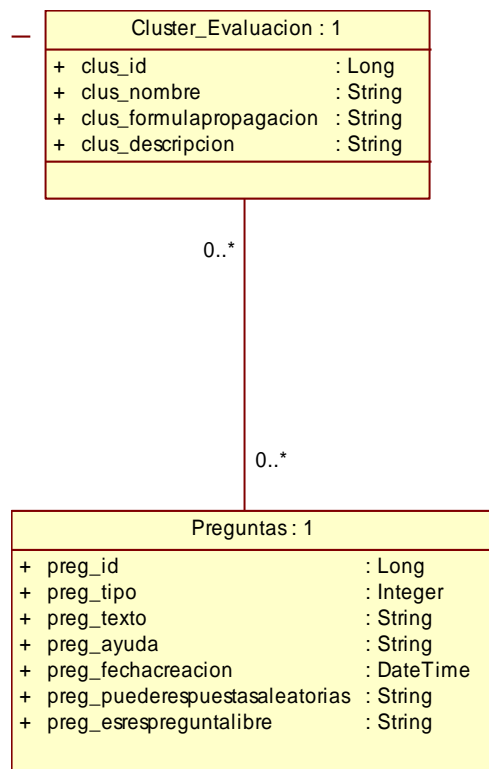 Cluster_Evaluacion : 1
+ clus_id : Long
+ clus_nombre : String
+ clus_formulapropagacion : String
+ clus_descripcion : String
0..*
0..*
Preguntas : 1
+ preg_id : Long
+ preg_tipo : Integer
+ preg_texto : String
+ preg_ayuda : String
+ preg_fechacreacion : DateTime
+ preg_puederespuestasaleatorias : String
+ preg_esrespreguntalibre : String